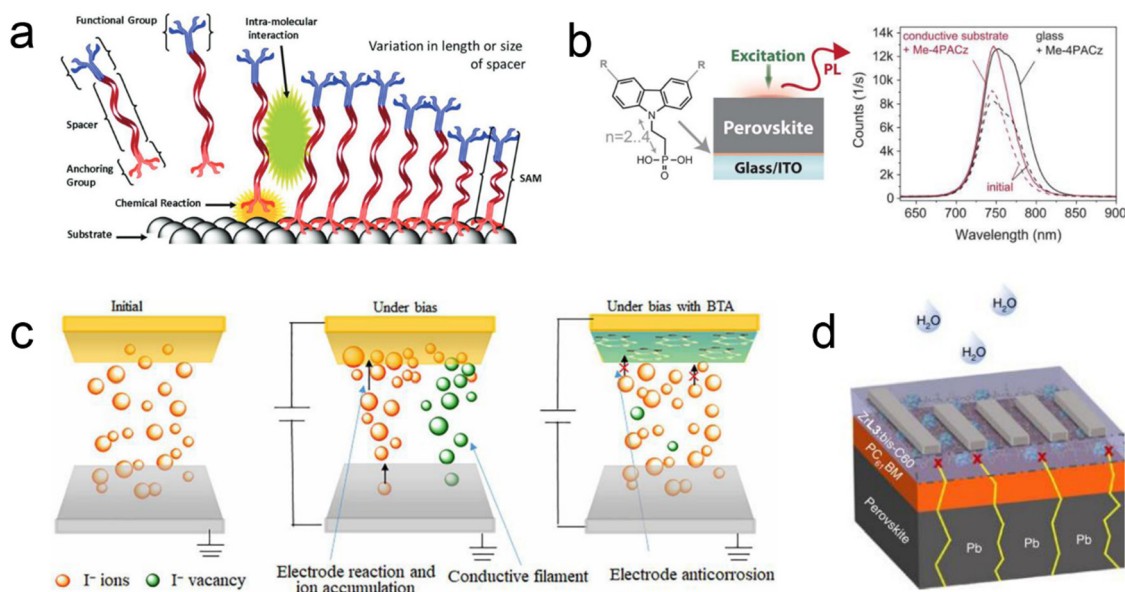 a
Functional Group
Intra-molecular
interaction
Variation in length or size
of spacer
Spacer
Anchoring Group
Chemical Reaction
Substrate
SAM
b
R
R
N
n=2..4
HO
P
OH
O
Excitation
PL
Perovskite
Glass/ITO
conductive substrate
+ Me-4PACz
glass
+ Me-4PACz
initial
Counts (1/s)
14k
12k
10k
8k
6k
4k
2k
0
650
700
750
800
850
900
Wavelength (nm)
c
Initial
Under bias
Under bias with BTA
I⁻ ions
I⁻ vacancy
Electrode reaction and
ion accumulation
Conductive filament
Electrode anticorrosion
d
H₂O
H₂O
H₂O
ZrL3:bis-C60
PC₆₁BM
Perovskite
Pb
Pb
Pb
Pb